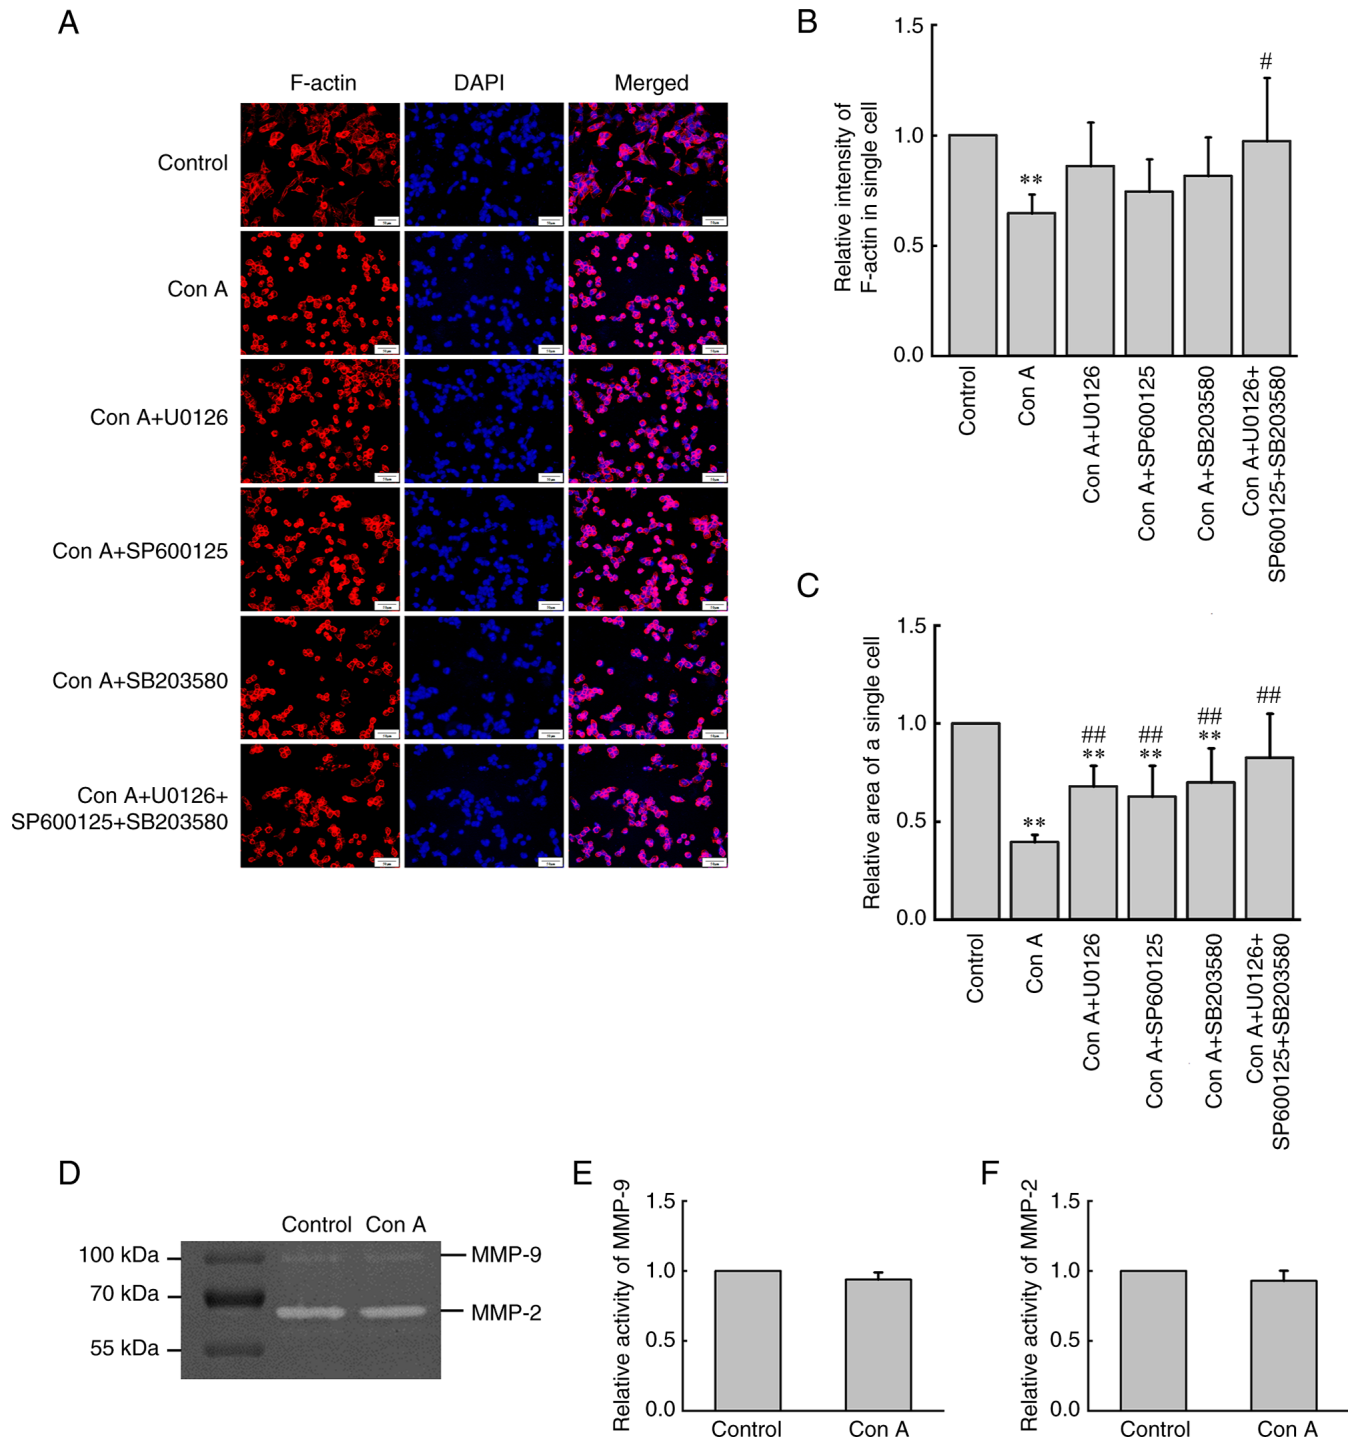 A
F-actin
DAPI
Merged
Control
Con A
Con A+U0126
Con A+SP600125
Con A+SB203580
Con A+U0126+
SP600125+SB203580
B
Relative intensity of
F-actin in single cell
1.5
1.0
0.5
0.0
**
#
Control
Con A
Con A+U0126
Con A+SP600125
Con A+SB203580
Con A+U0126+
SP600125+SB203580
C
Relative area of a single cell
1.5
1.0
0.5
0.0
**
##
**
##
**
##
**
##
Control
Con A
Con A+U0126
Con A+SP600125
Con A+SB203580
Con A+U0126+
SP600125+SB203580
D
Control
Con A
100 kDa
70 kDa
55 kDa
MMP-9
MMP-2
E
Relative activity of MMP-9
1.5
1.0
0.5
0.0
Control
Con A
F
Relative activity of MMP-2
1.5
1.0
0.5
0.0
Control
Con A